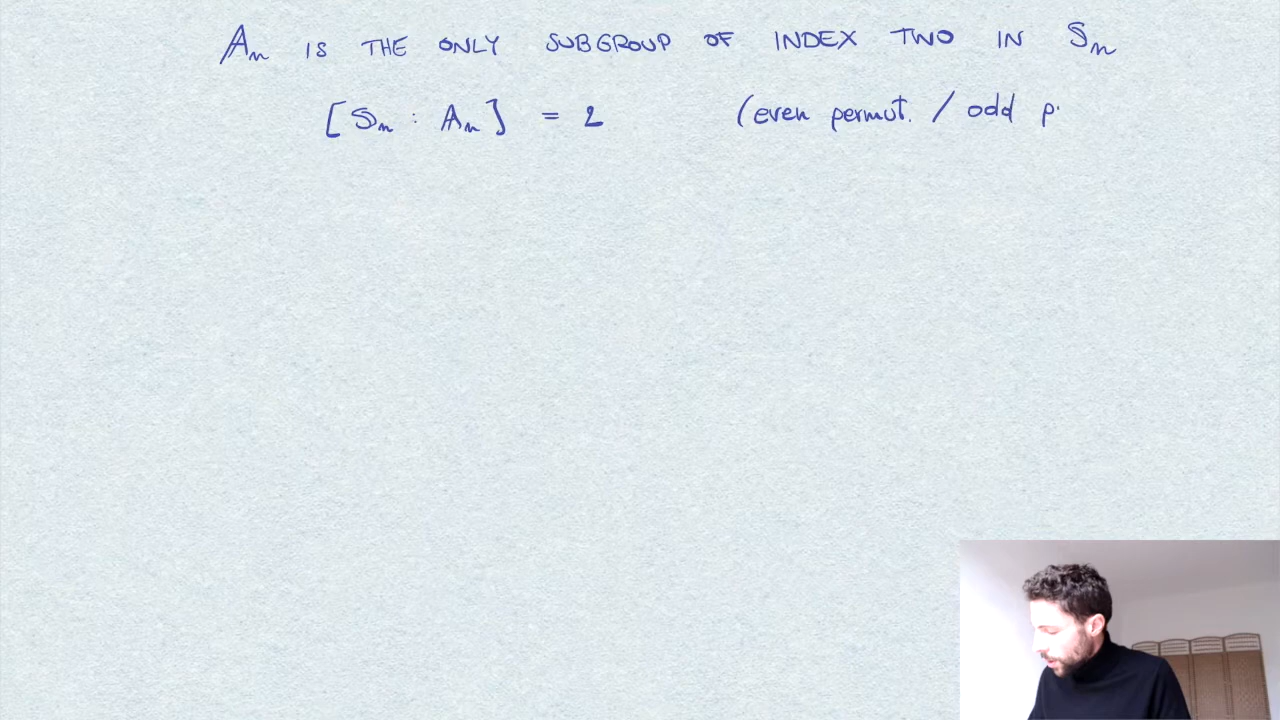 An IS THE ONLY SUBGROUP OF INDEX TWO IN Sn
[Sn : An] = 2 (even permut. / odd p.